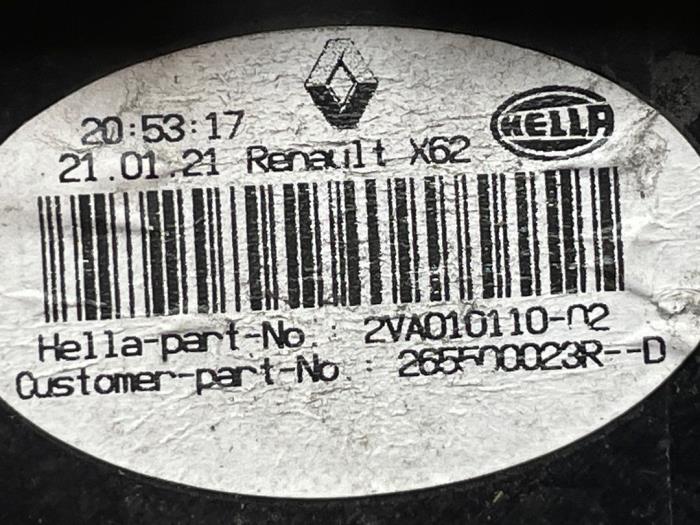 20:53:17
HELLA
21.01.21 Renault X62
Hella-part-No.: 2VA010110-02
Customer-part-No.: 265500023R--D